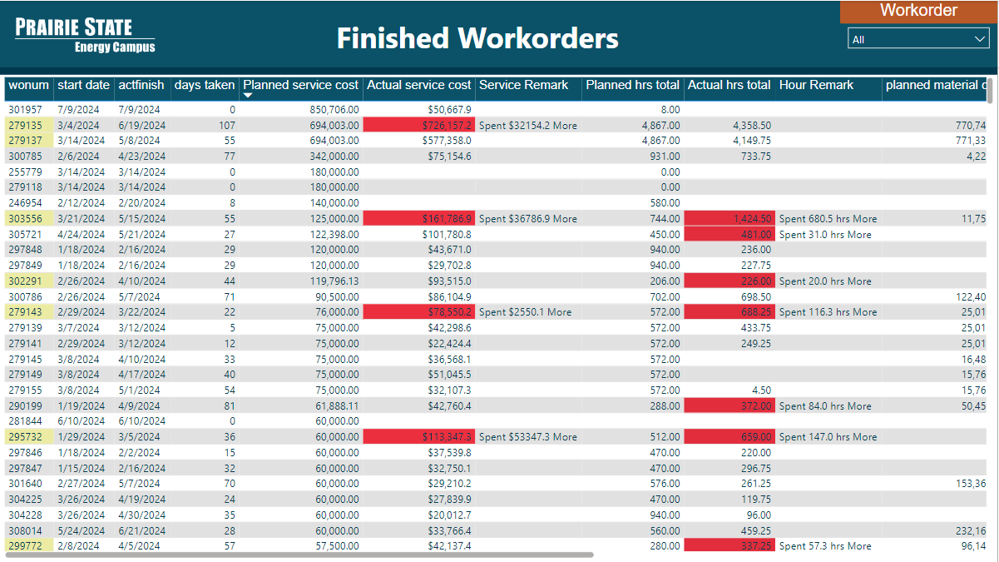 PRAIRIE STATE
Energy Campus
Finished Workorders
Workorder
All
wonum start date actfinish days taken Planned service cost Actual service cost Service Remark Planned hrs total Actual hrs total Hour Remark planned material c
301957 7/9/2024 7/9/2024 0 850,706.00 $50,667.9 8.00
279135 3/4/2024 6/19/2024 107 694,003.00 $726,157.2 Spent $32154.2 More 4,867.00 4,358.50 770,74
279137 3/14/2024 5/8/2024 55 694,003.00 $577,358.0 4,867.00 4,149.75 771,33
300785 2/6/2024 4/23/2024 77 342,000.00 $75,154.6 931.00 733.75 4,22
255779 3/14/2024 3/14/2024 0 180,000.00 0.00
279118 3/14/2024 3/14/2024 0 180,000.00 0.00
246954 2/12/2024 2/20/2024 8 140,000.00 580.00
303556 3/21/2024 5/15/2024 55 125,000.00 $161,786.9 Spent $36786.9 More 744.00 1,424.50 Spent 680.5 hrs More 11,75
305721 4/24/2024 5/21/2024 27 122,398.00 $101,780.8 450.00 481.00 Spent 31.0 hrs More
297848 1/18/2024 2/16/2024 29 120,000.00 $43,671.0 940.00 236.00
297849 1/18/2024 2/16/2024 29 120,000.00 $29,702.8 940.00 227.75
302291 2/26/2024 4/10/2024 44 119,796.13 $93,515.0 206.00 226.00 Spent 20.0 hrs More
300786 2/26/2024 5/7/2024 71 90,500.00 $86,104.9 702.00 698.50 122,40
279143 2/29/2024 3/22/2024 22 76,000.00 $78,550.2 Spent $2550.1 More 572.00 688.25 Spent 116.3 hrs More 25,01
279139 3/7/2024 3/12/2024 5 75,000.00 $42,298.6 572.00 433.75 25,01
279141 2/29/2024 3/12/2024 12 75,000.00 $22,424.4 572.00 249.25 25,01
279145 3/8/2024 4/10/2024 33 75,000.00 $36,568.1 572.00 16,48
279149 3/8/2024 4/17/2024 40 75,000.00 $51,045.5 572.00 15,76
279155 3/8/2024 5/1/2024 54 75,000.00 $32,107.3 572.00 4.50 15,76
290199 1/19/2024 4/9/2024 81 61,888.11 $42,760.4 288.00 372.00 Spent 84.0 hrs More 50,45
281844 6/10/2024 6/10/2024 0 60,000.00
295732 1/29/2024 3/5/2024 36 60,000.00 $113,347.3 Spent $53347.3 More 512.00 659.00 Spent 147.0 hrs More
297846 1/18/2024 2/2/2024 15 60,000.00 $37,539.8 470.00 220.00
297847 1/15/2024 2/16/2024 32 60,000.00 $32,750.1 470.00 296.75
301640 2/27/2024 5/7/2024 70 60,000.00 $29,210.2 576.00 261.25 153,36
304225 3/26/2024 4/19/2024 24 60,000.00 $27,839.9 470.00 119.75
304228 3/26/2024 4/30/2024 35 60,000.00 $20,012.7 940.00 96.00
308014 5/24/2024 6/21/2024 28 60,000.00 $33,766.4 560.00 459.25 232,16
299772 2/8/2024 4/5/2024 57 57,500.00 $42,137.4 280.00 337.25 Spent 57.3 hrs More 96,14